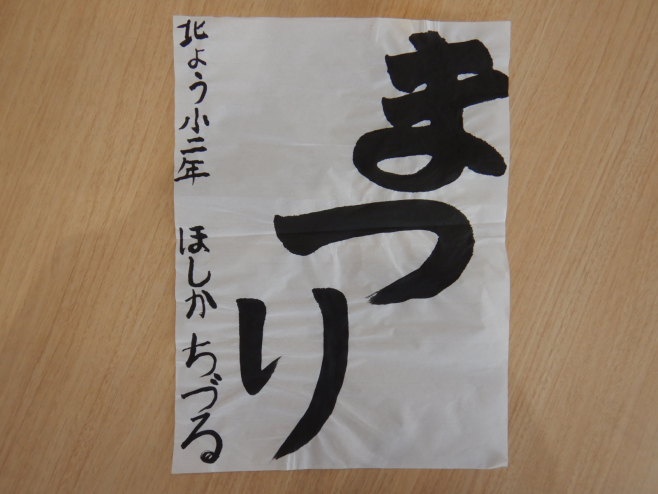 まつり
北よう小二年 ほしか ちづる